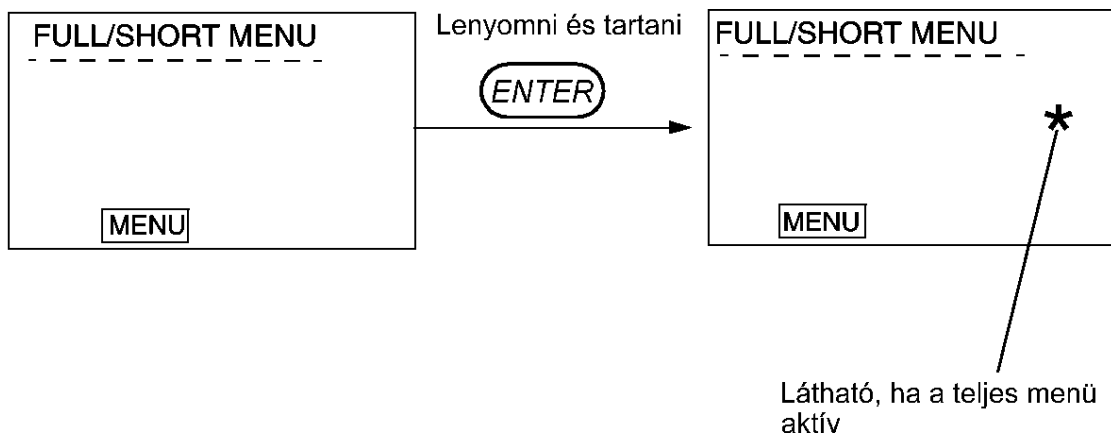 FULL/SHORT MENU
MENU
Lenyomni és tartani
ENTER
FULL/SHORT MENU
*
MENU
Látható, ha a teljes menü
aktív